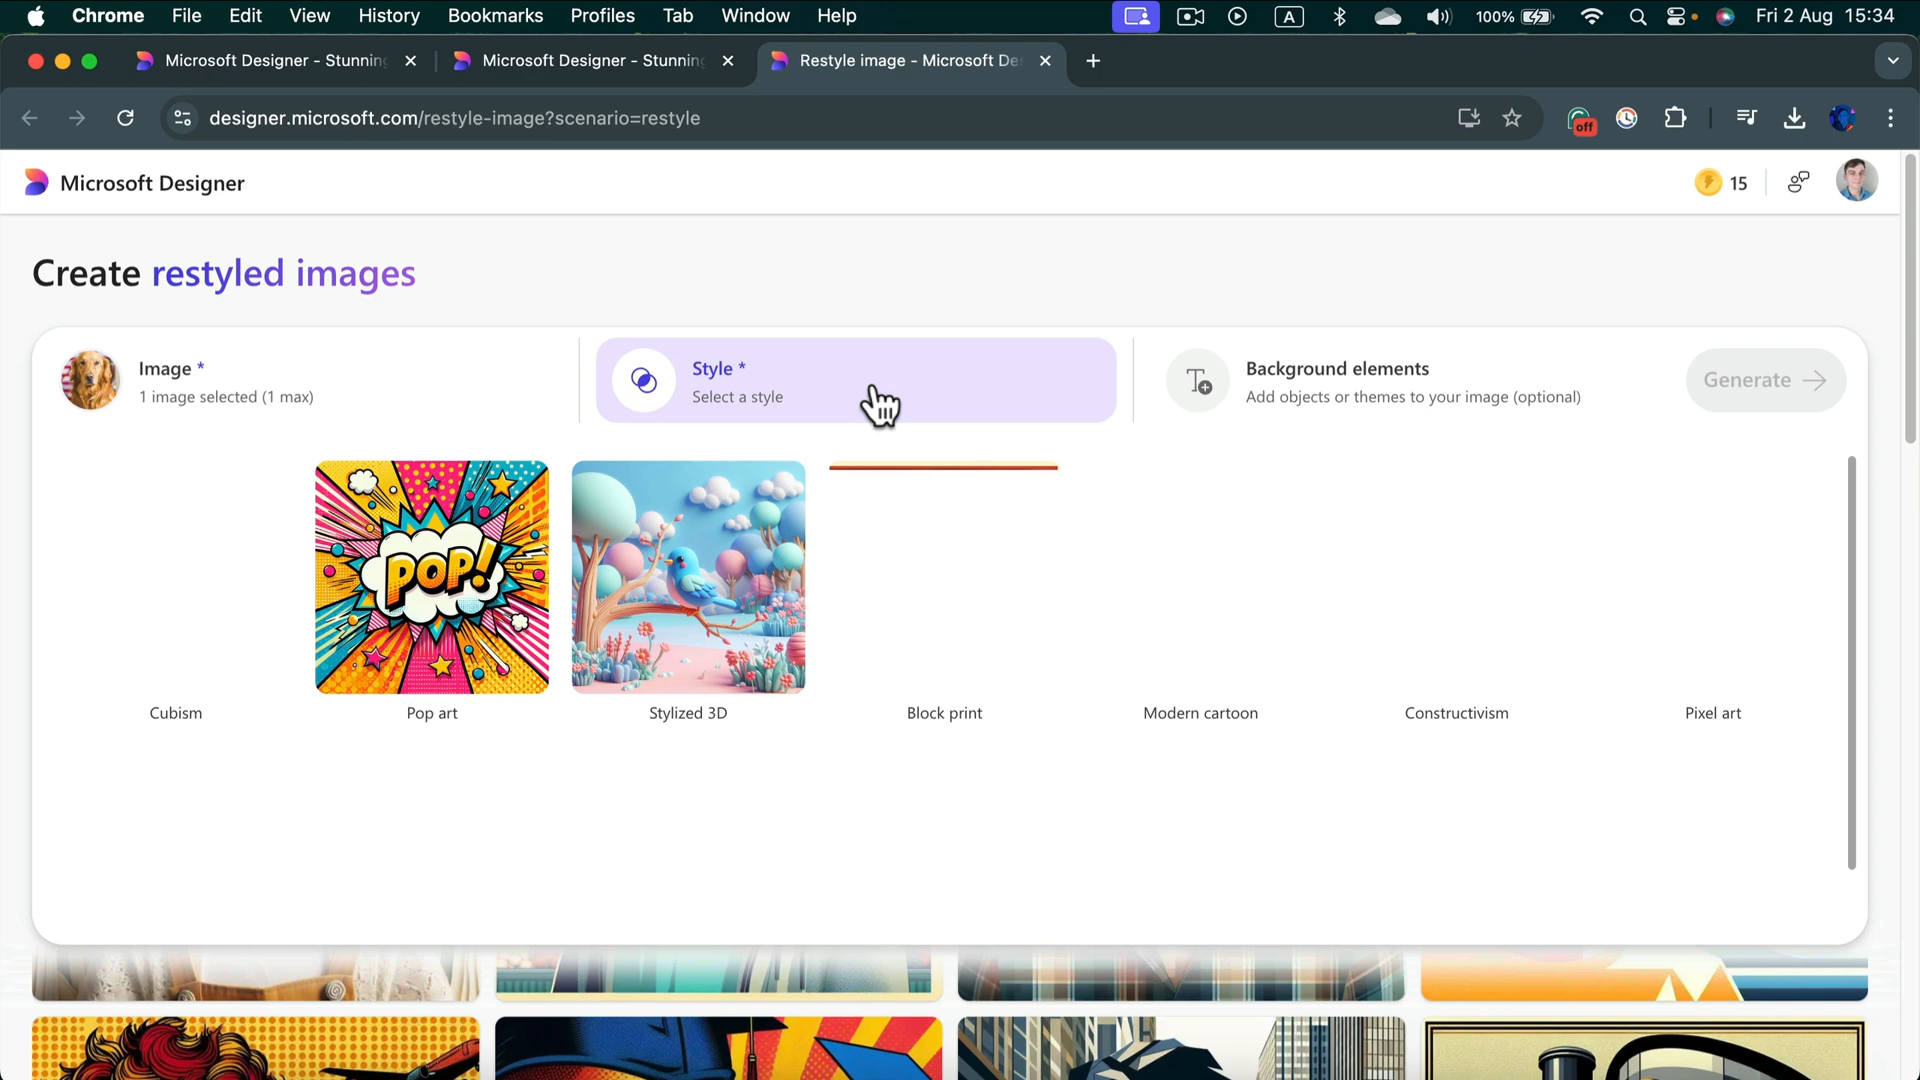 Chrome File Edit View History Bookmarks Profiles Tab Window Help A 100% Fri 2 Aug 15:34
Microsoft Designer - Stunning Microsoft Designer - Stunning Restyle image - Microsoft De
designer.microsoft.com/restyle-image?scenario=restyle off
Microsoft Designer 15
Create restyled images
Image *
1 image selected (1 max)
Style *
Select a style
Background elements
Add objects or themes to your image (optional)
Generate
POP!
Cubism Pop art Stylized 3D Block print Modern cartoon Constructivism Pixel art